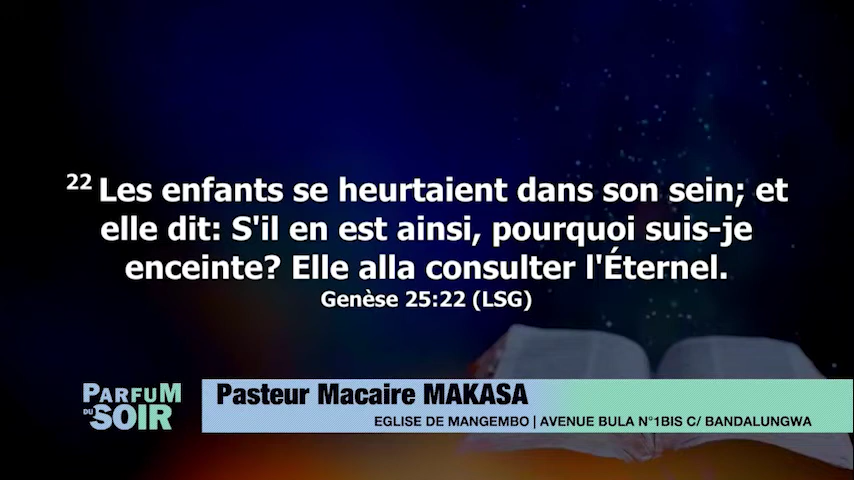 22 Les enfants se heurtaient dans son sein; et
elle dit: S'il en est ainsi, pourquoi suis-je
enceinte? Elle alla consulter l'Éternel.
Genèse 25:22 (LSG)
PARFUM
DU SOIR
Pasteur Macaire MAKASA
EGLISE DE MANGEMBO | AVENUE BULA N°1BIS C/ BANDALUNGWA